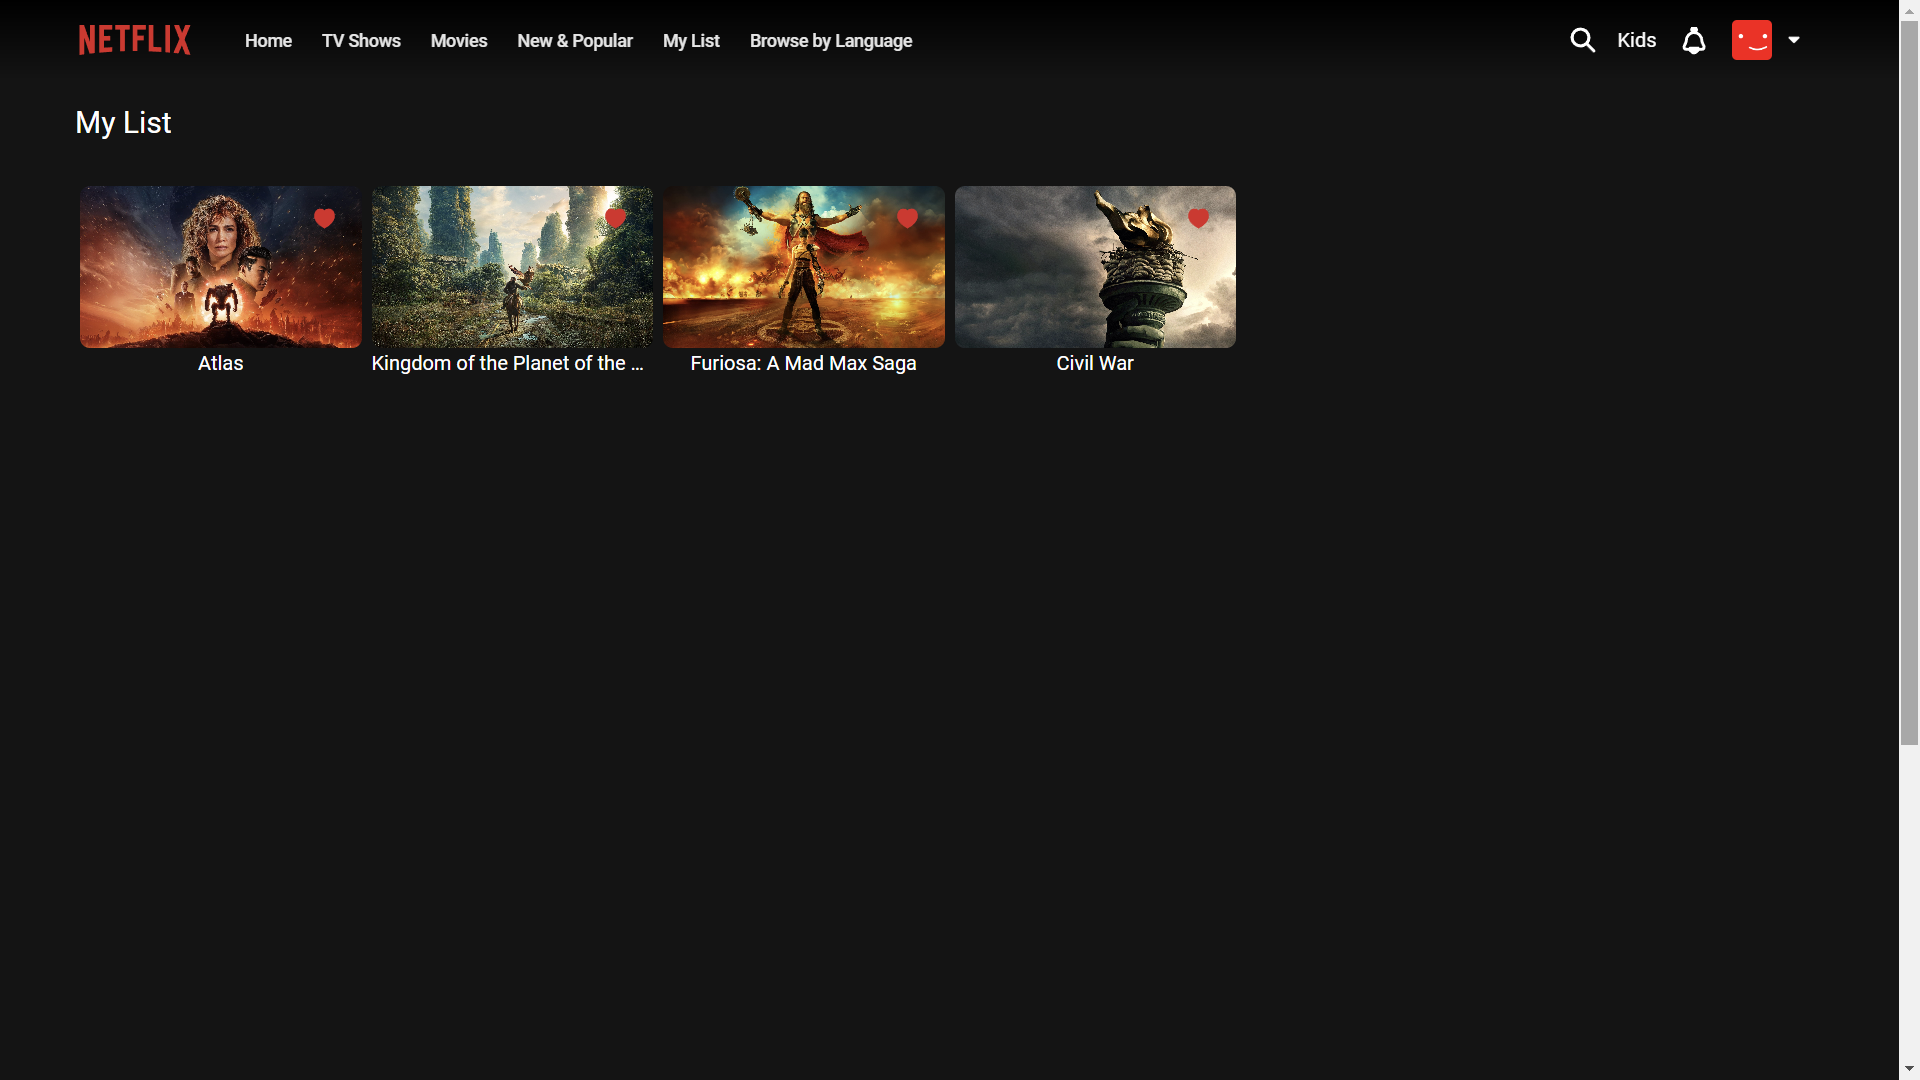 NETFLIX
Home
TV Shows
Movies
New & Popular
My List
Browse by Language
Kids
My List
Atlas
Kingdom of the Planet of the ...
Furiosa: A Mad Max Saga
Civil War